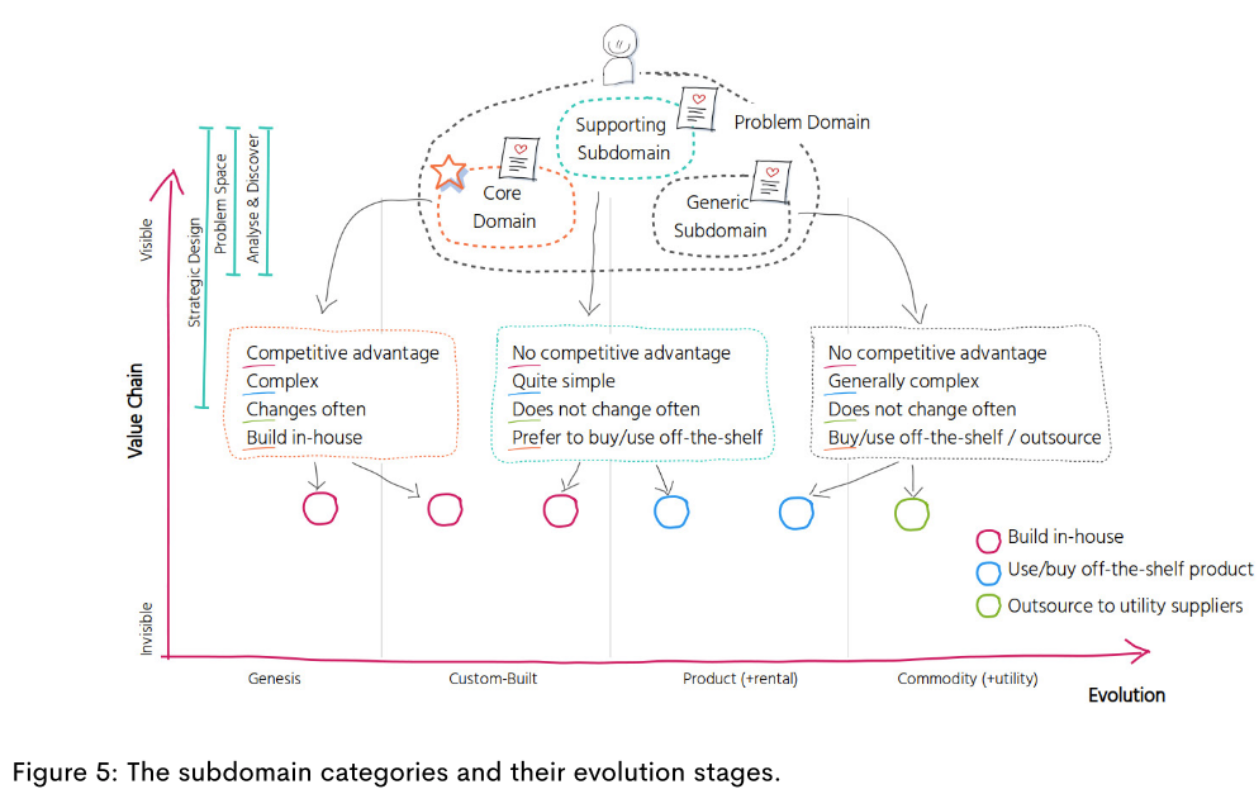 Supporting
Subdomain
Problem Domain
Core
Domain
Generic
Subdomain
Visible
Strategic Design
Problem Space
Analyse & Discover
Value Chain
Invisible
Competitive advantage
Complex
Changes often
Build in-house
No competitive advantage
Quite simple
Does not change often
Prefer to buy/use off-the-shelf
No competitive advantage
Generally complex
Does not change often
Buy/use off-the-shelf / outsource
Build in-house
Use/buy off-the-shelf product
Outsource to utility suppliers
Genesis
Custom-Built
Product (+rental)
Commodity (+utility)
Evolution
Figure 5: The subdomain categories and their evolution stages.